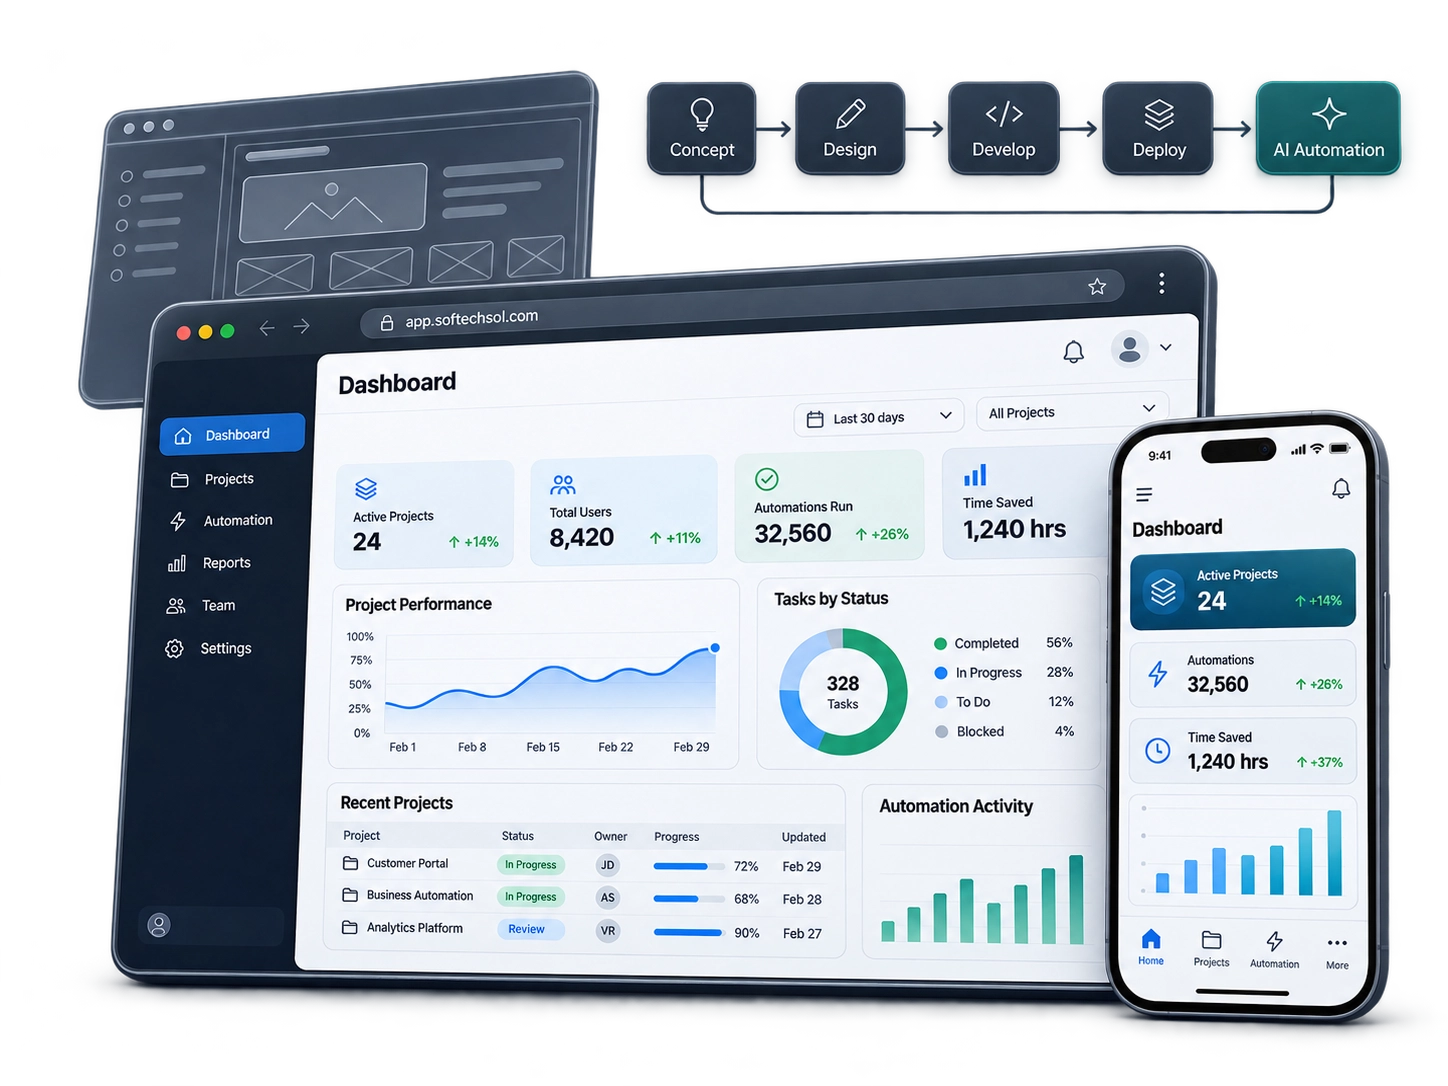 Concept
Design
Develop
Deploy
AI Automation
app.softechsol.com
Dashboard
Last 30 days
All Projects
Dashboard
Projects
Automation
Reports
Team
Settings
Active Projects
24
+14%
Total Users
8,420
+11%
Automations Run
32,560
+26%
Time Saved
1,240 hrs
Project Performance
100%
75%
50%
25%
0%
Feb 1 Feb 8 Feb 15 Feb 22 Feb 29
Tasks by Status
328
Tasks
Completed 56%
In Progress 28%
To Do 12%
Blocked 4%
Recent Projects
Project Status Owner Progress Updated
Customer Portal In Progress JD 72% Feb 29
Business Automation In Progress AS 68% Feb 28
Analytics Platform Review VR 90% Feb 27
Automation Activity
9:41
Dashboard
Active Projects
24 +14%
Automations
32,560 +26%
Time Saved
1,240 hrs +37%
Home Projects Automation More